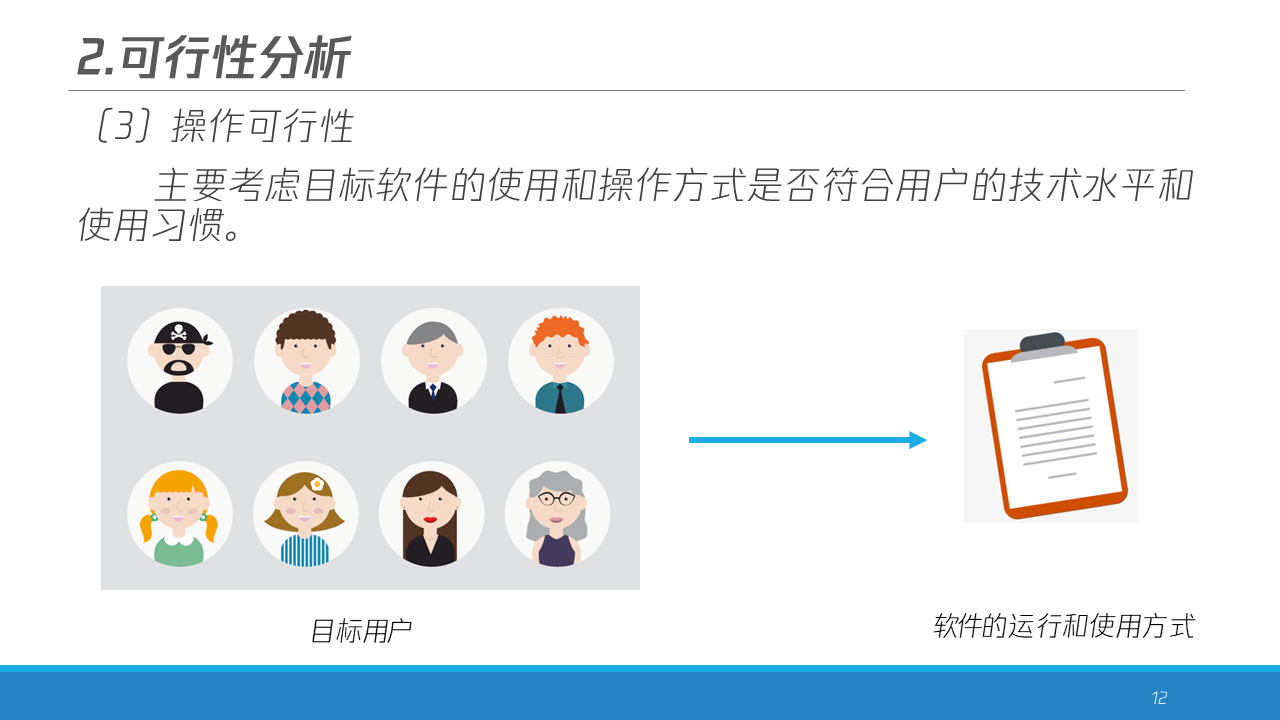 2.可行性分析
（3）操作可行性
主要考虑目标软件的使用和操作方式是否符合用户的技术水平和
使用习惯。
目标用户
软件的运行和使用方式
12